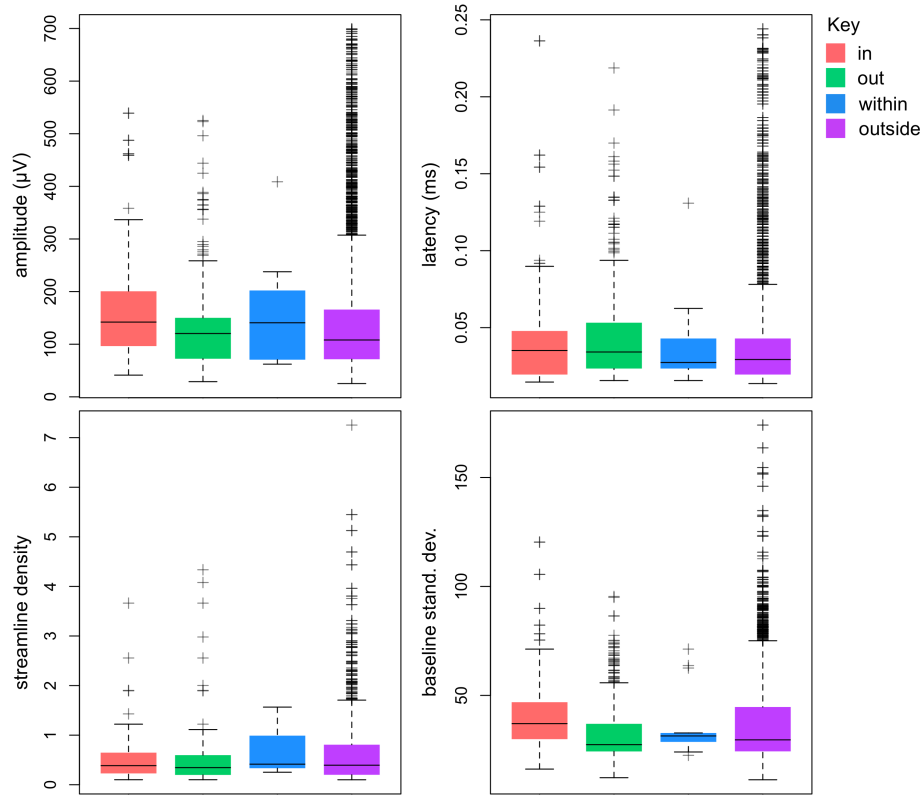 Key
in
out
within
outside
amplitude (μV)
0
100
200
300
400
500
600
700
latency (ms)
0.05
0.10
0.15
0.20
0.25
streamline density
0
1
2
3
4
5
6
7
baseline stand. dev.
50
100
150